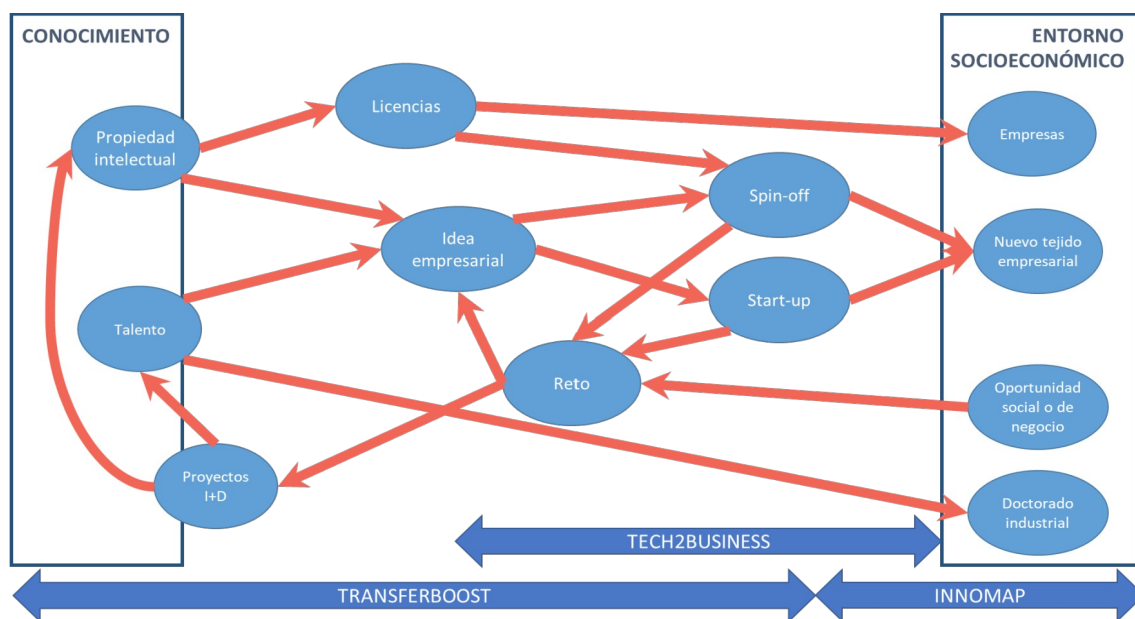 CONOCIMIENTO
ENTORNO
SOCIOECONÓMICO
Licencias
Empresas
Propiedad
intelectual
Spin-off
Idea
empresarial
Nuevo tejido
empresarial
Start-up
Talento
Reto
Oportunidad
social o de
negocio
Proyectos
I+D
Doctorado
industrial
TECH2BUSINESS
TRANSFERBOOST
INNOMAP